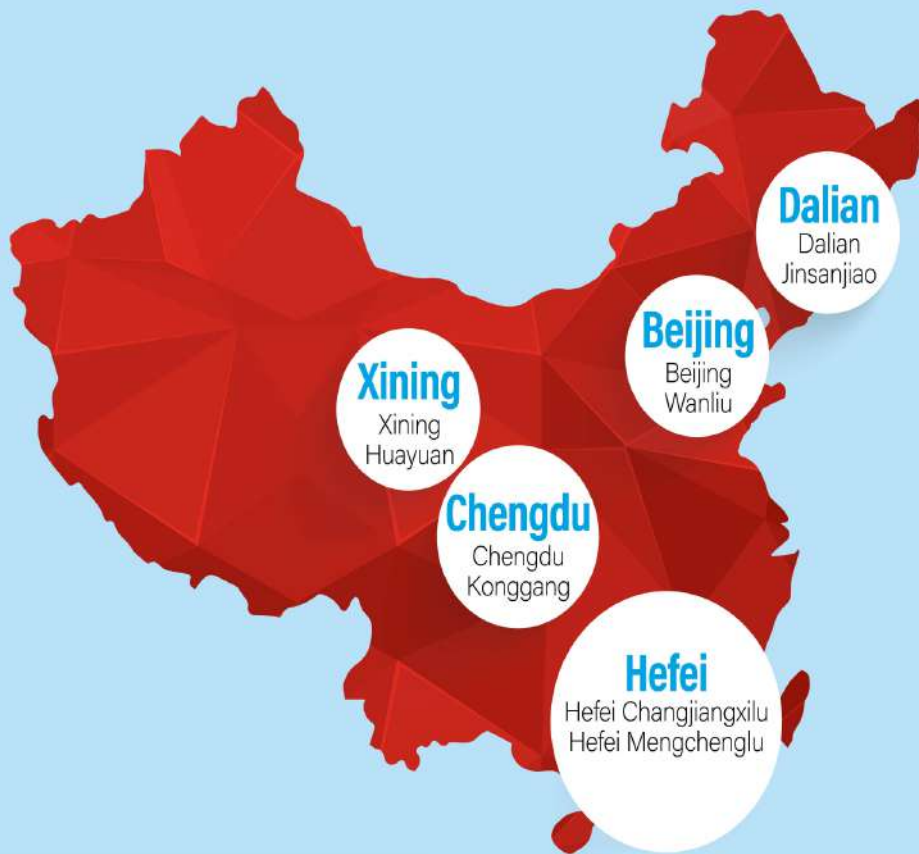 Dalian
Dalian
Jinsanjiao
Beijing
Beijing
Wanliu
Xining
Xining
Huayuan
Chengdu
Chengdu
Konggang
Hefei
Hefei Changjiangxilu
Hefei Mengchenglu